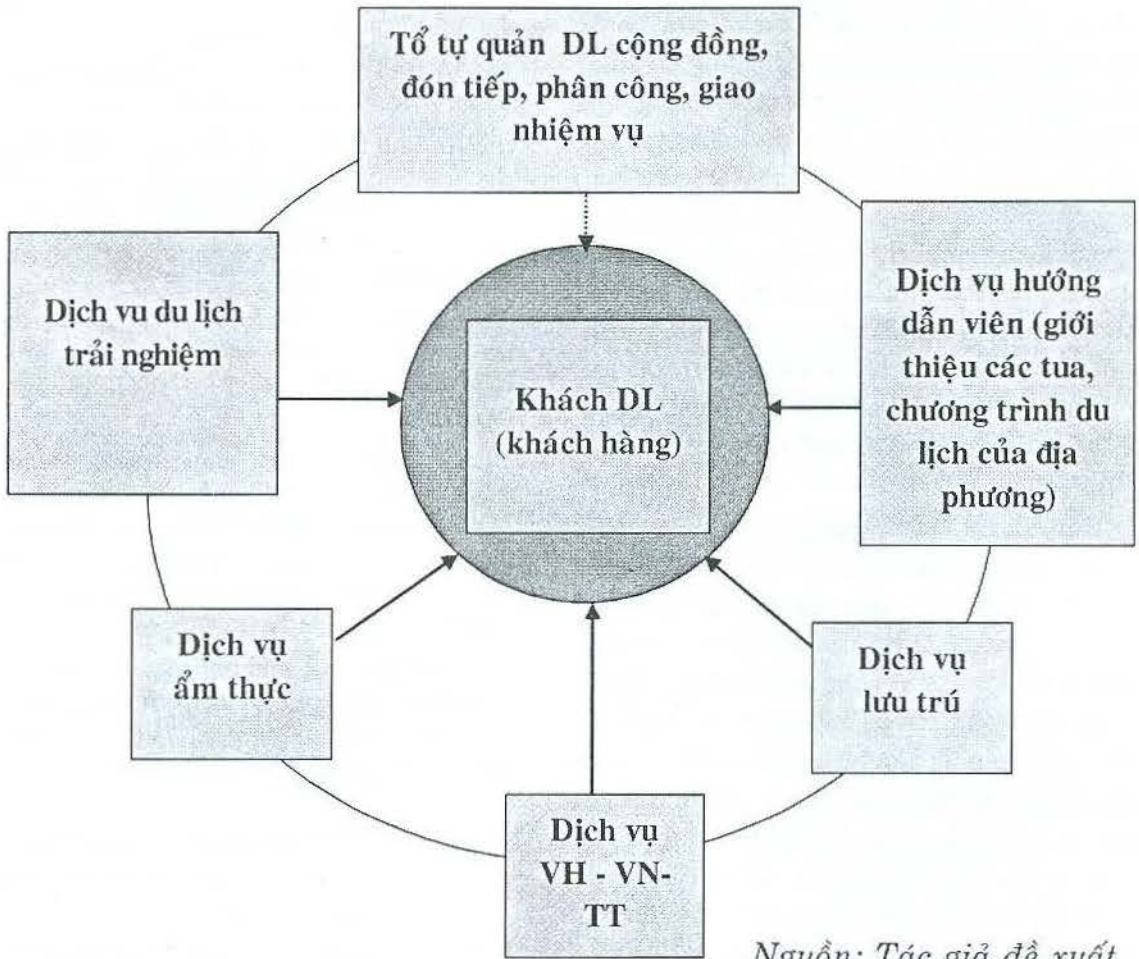 Tổ tự quản DL cộng đồng,
đón tiếp, phân công, giao
nhiệm vụ
Dịch vu du lịch
trải nghiệm
Khách DL
(khách hàng)
Dịch vụ hướng
dẫn viên (giới
thiệu các tua,
chương trình du
lịch của địa
phương)
Dịch vụ
ẩm thực
Dịch vụ
lưu trú
Dịch vụ
VH - VN-
TT
Nguồn: Tác giả đề xuất